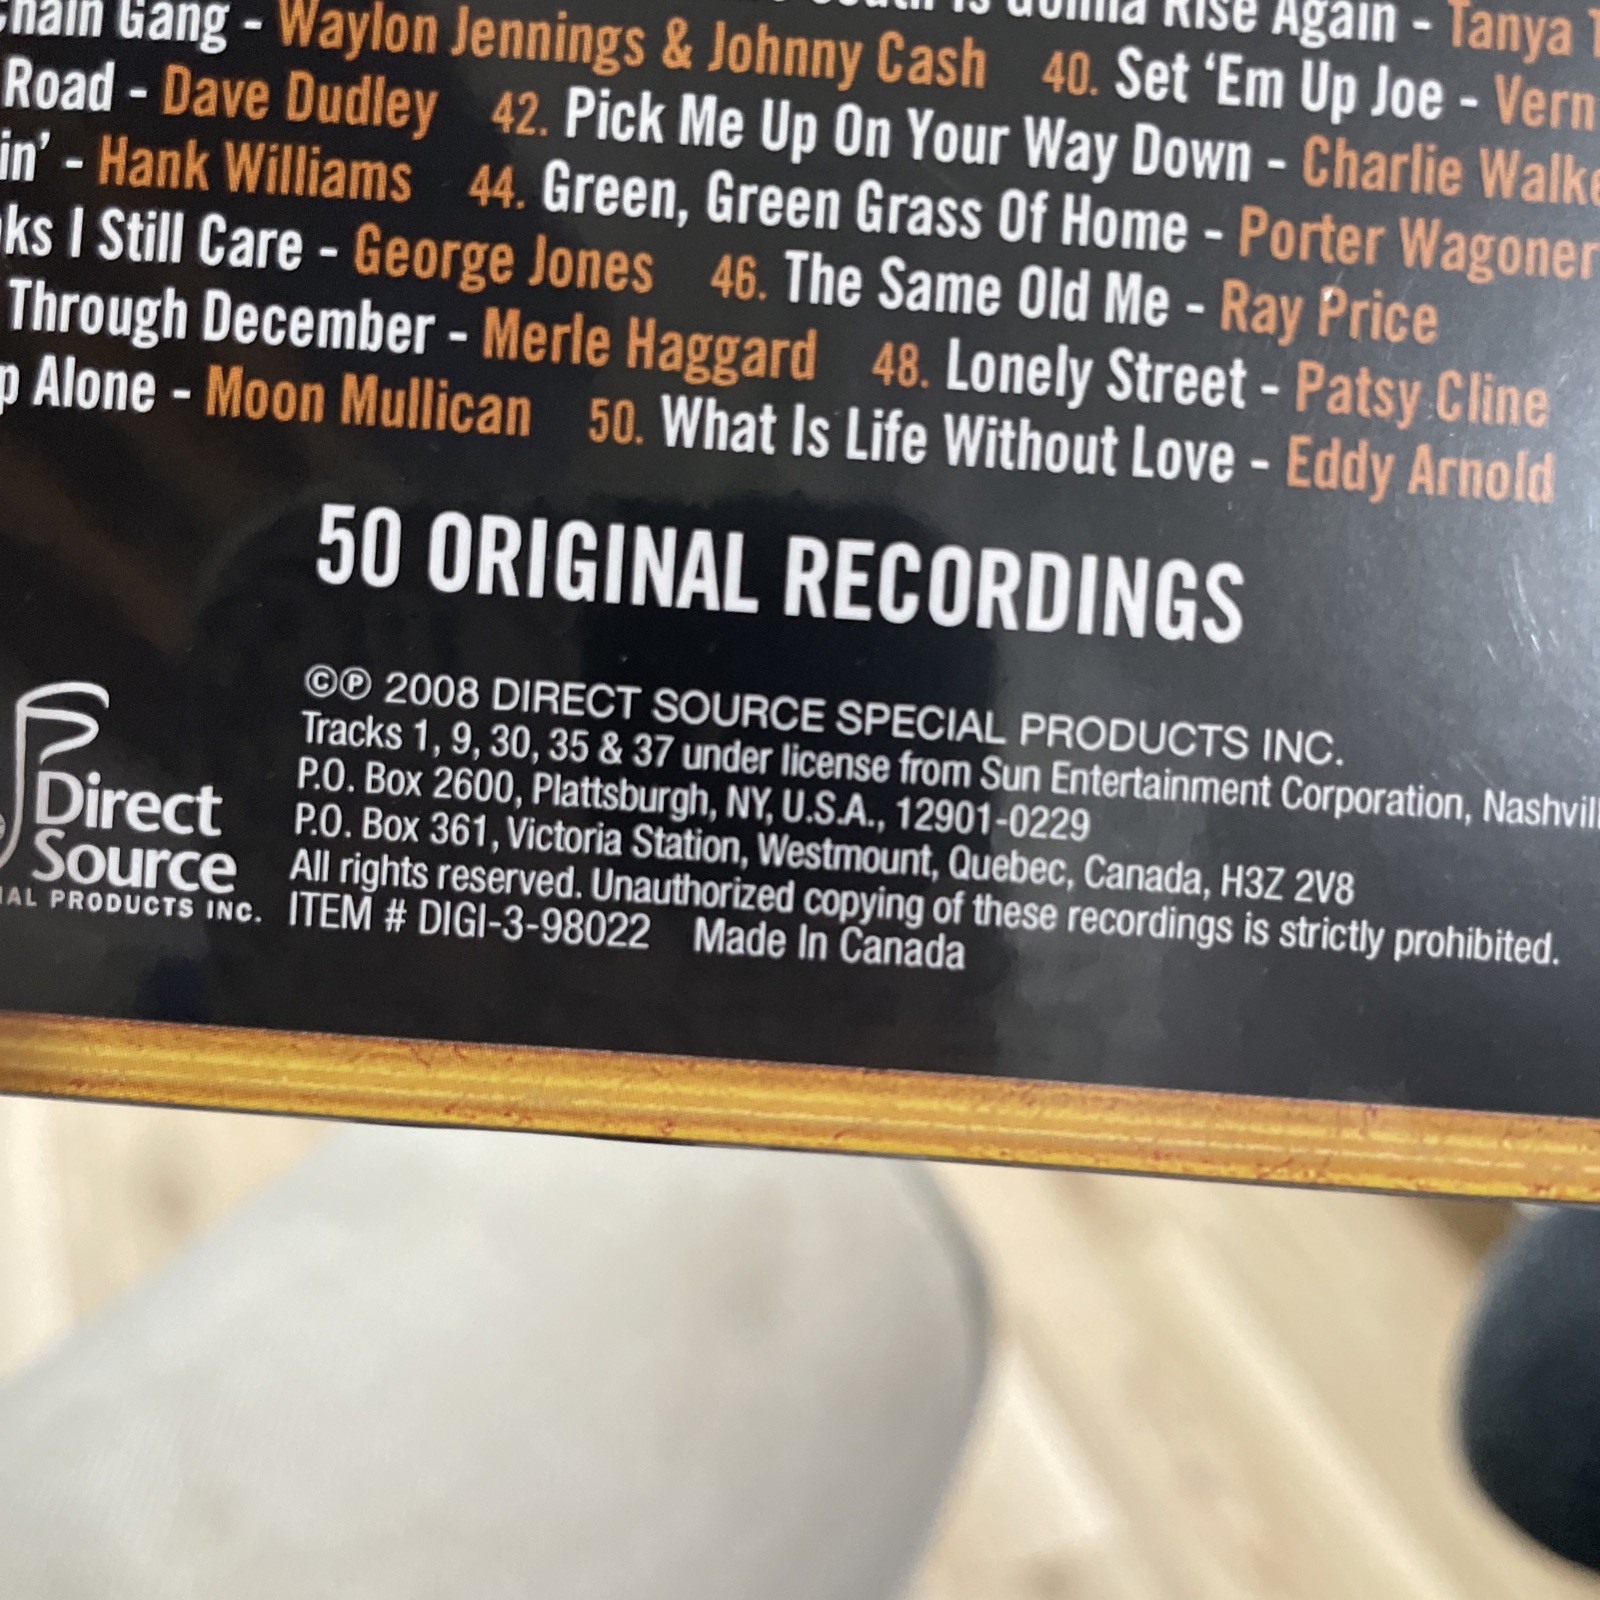 Chain Gang - Waylon Jennings & Johnny Cash
Is Gonna Rise Again - Tanya
Road - Dave Dudley
40. Set ‘Em Up Joe - Vern
in’ - Hank Williams
42. Pick Me Up On Your Way Down - Charlie Walke
ks I Still Care - George Jones
44. Green, Green Grass Of Home - Porter Wagoner
Through December - Merle Haggard
46. The Same Old Me - Ray Price
p Alone - Moon Mullican
48. Lonely Street - Patsy Cline
50. What Is Life Without Love - Eddy Arnold
50 ORIGINAL RECORDINGS
©℗ 2008 DIRECT SOURCE SPECIAL PRODUCTS INC.
Tracks 1, 9, 30, 35 & 37 under license from Sun Entertainment Corporation, Nashvil
P.O. Box 2600, Plattsburgh, NY, U.S.A., 12901-0229
P.O. Box 361, Victoria Station, Westmount, Quebec, Canada, H3Z 2V8
All rights reserved. Unauthorized copying of these recordings is strictly prohibited.
ITEM # DIGI-3-98022 Made In Canada
Direct
Source
IAL PRODUCTS INC.